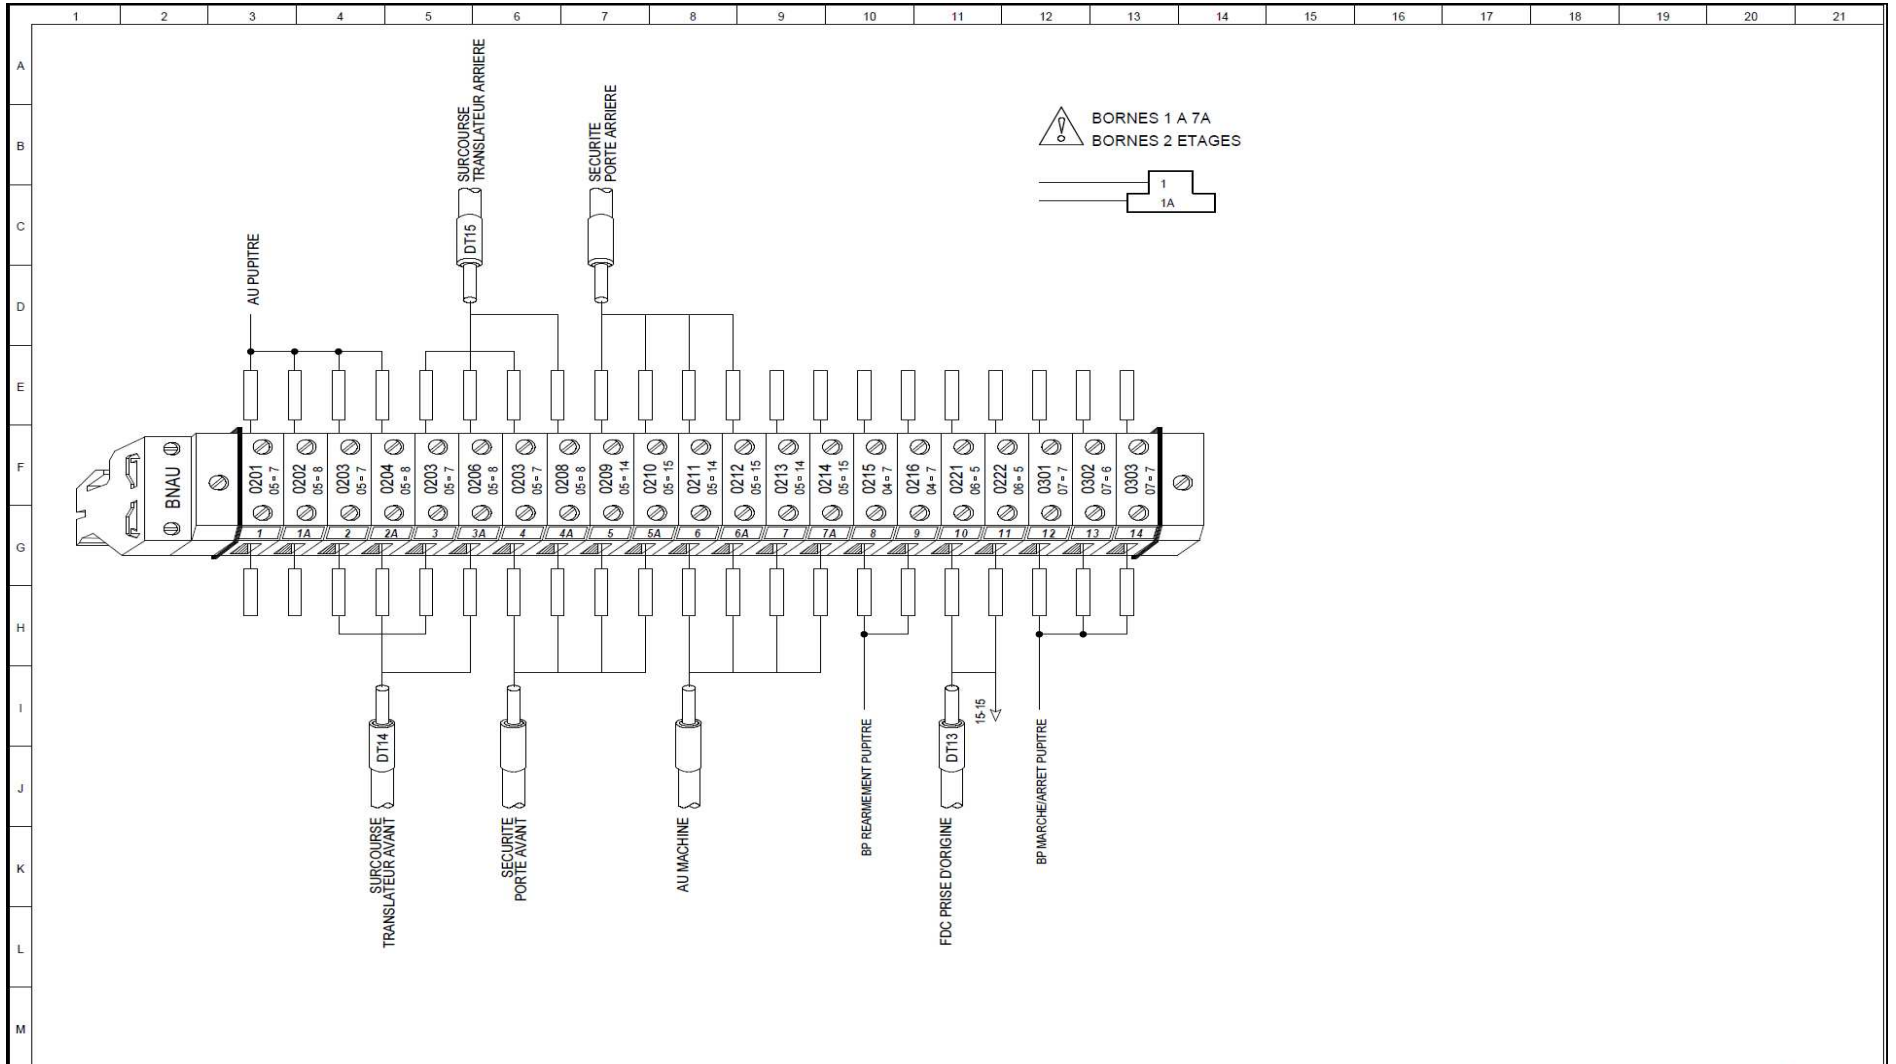 1 2 3 4 5 6 7 8 9 10 11 12 13 14 15 16 17 18 19 20 21
A
B
C
D
E
F
G
H
I
J
K
L
M
SURCOURSE
TRANSLATEUR ARRIERE
DT15
SECURITE
PORTE ARRIERE
AU PUPITRE
BORNES 1 A 7A
BORNES 2 ETAGES
1
1A
BNAU
0201 05 = 7
0202 05 = 8
0203 05 = 7
0204 05 = 8
0203 05 = 7
0206 05 = 8
0203 05 = 7
0208 05 = 8
0209 05 = 14
0210 05 = 15
0211 05 = 14
0212 05 = 15
0213 05 = 14
0214 05 = 15
0215 04 = 7
0216 04 = 7
0221 06 = 5
0222 06 = 5
0301 07 = 7
0302 07 = 6
0303 07 = 7
1 1A 2 2A 3 3A 4 4A 5 5A 6 6A 7 7A 8 9 10 11 12 13 14
DT14
SURCOURSE
TRANSLATEUR AVANT
SECURITE
PORTE AVANT
AU MACHINE
BP REARMEMENT PUPITRE
DT13
FDC PRISE D'ORIGINE
15-15
BP MARCHE/ARRET PUPITRE